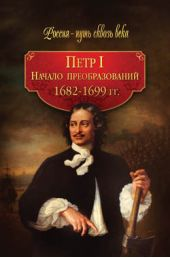 Россия – путь сквозь века
ПЕТР I
НАЧАЛО ПРЕОБРАЗОВАНИЙ
1682-1699 ГГ.